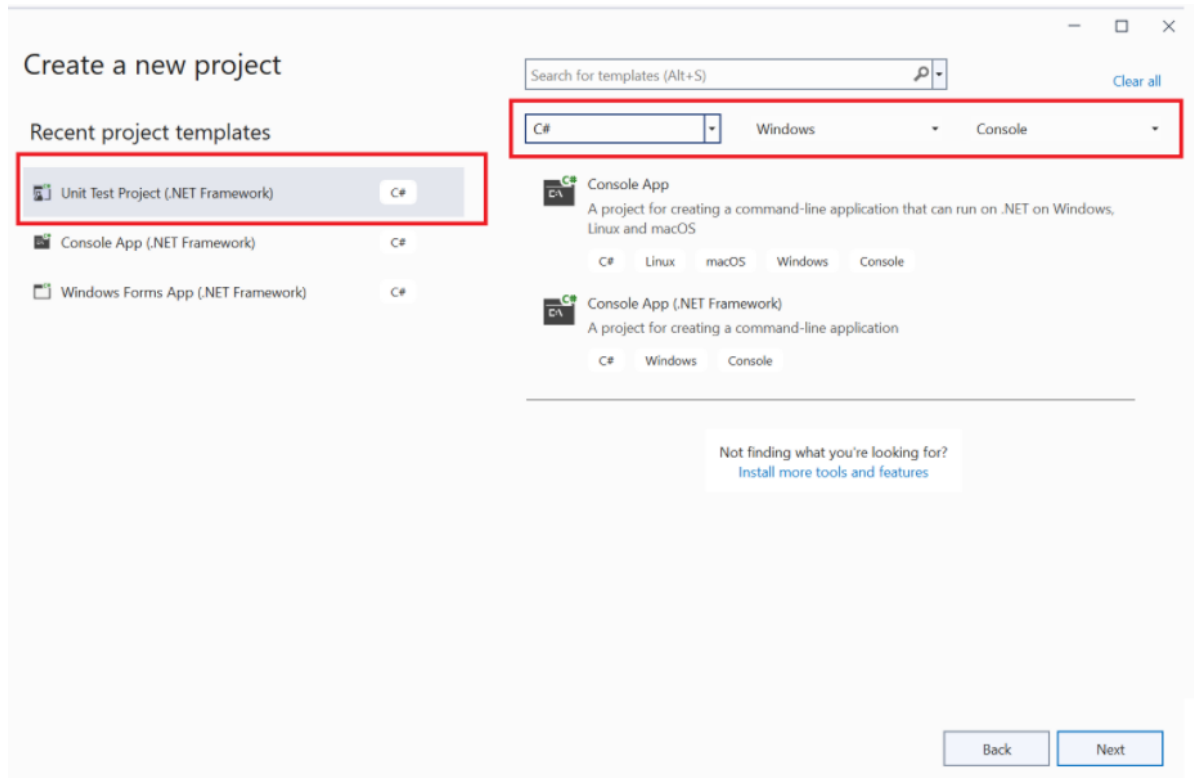 Create a new project
Recent project templates
Unit Test Project (.NET Framework) C#
Console App (.NET Framework) C#
Windows Forms App (.NET Framework) C#
Search for templates (Alt+S)
Clear all
C# Windows Console
Console App
A project for creating a command-line application that can run on .NET on Windows,
Linux and macOS
C# Linux macOS Windows Console
Console App (.NET Framework)
A project for creating a command-line application
C# Windows Console
Not finding what you're looking for?
Install more tools and features
Back Next